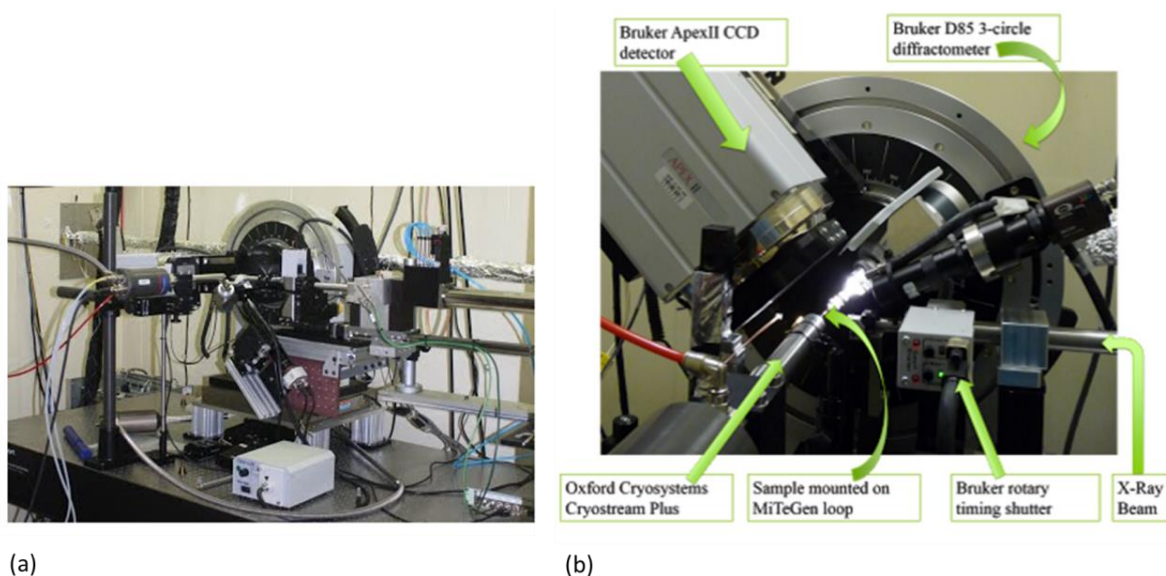 Bruker ApexII CCD
detector
Bruker D85 3-circle
diffractometer
APEX II
Oxford Cryosystems
Cryostream Plus
Sample mounted on
MiTeGen loop
Bruker rotary
timing shutter
X-Ray
Beam
(a)
(b)